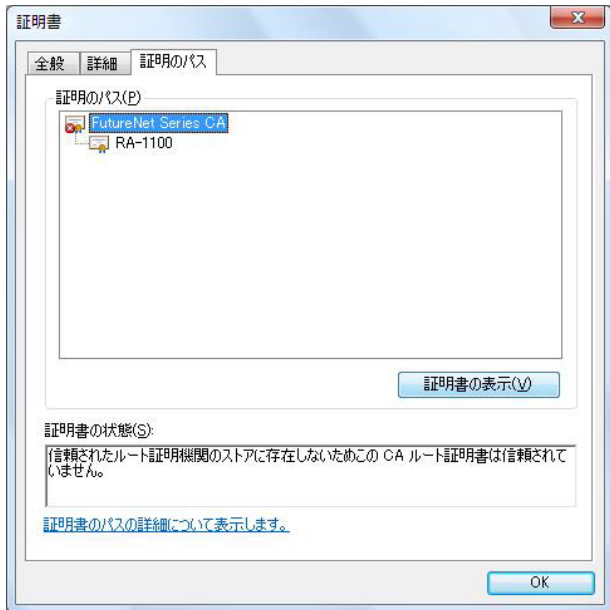 証明書
全般
詳細
証明のパス
証明のパス(P)
FutureNet Series CA
RA-1100
証明書の表示(V)
証明書の状態(S):
信頼されたルート証明機関のストアに存在しないためこの CA ルート証明書は信頼されて
いません。
証明書のパスの詳細について表示します。
OK